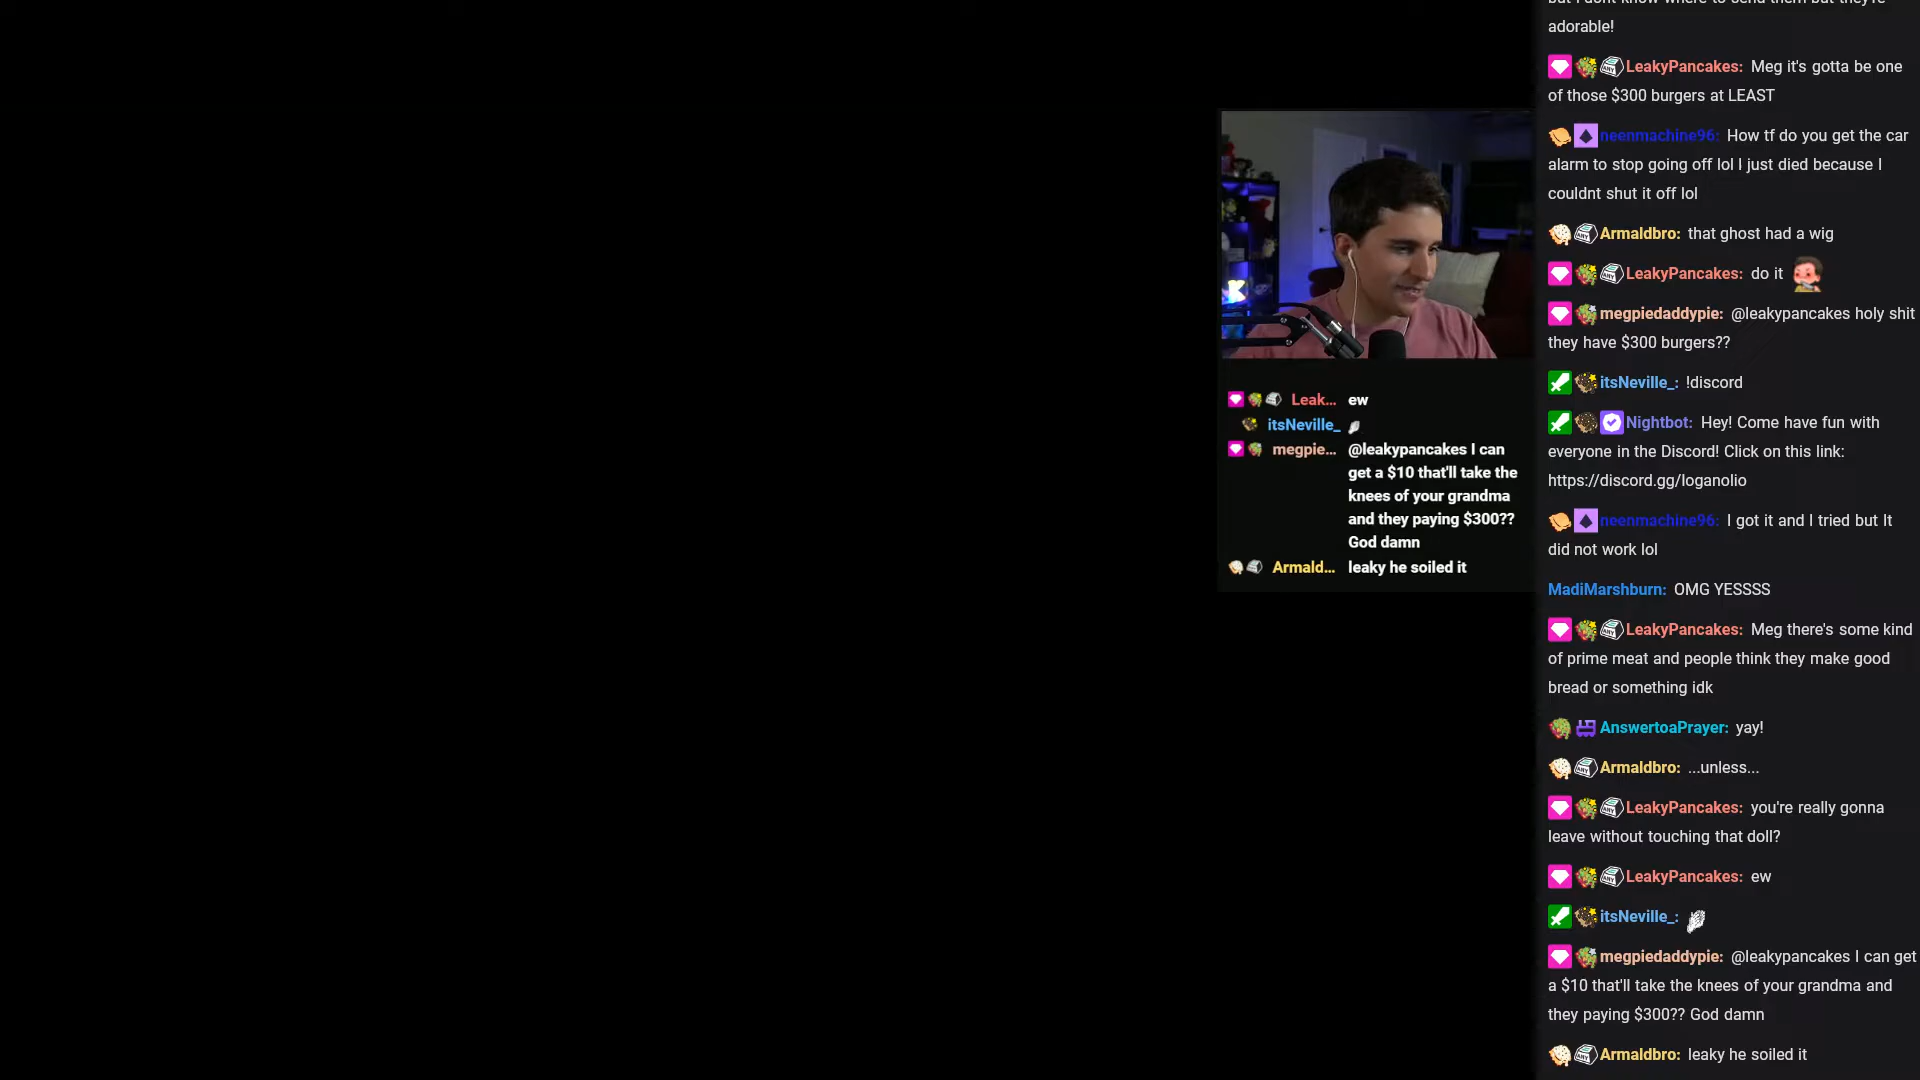 Leak... ew
itsNeville_
megpie... @leakypancakes I can
get a $10 that'll take the
knees of your grandma
and they paying $300??
God damn
Armald... leaky he soiled it
adorable!
LeakyPancakes: Meg it's gotta be one
of those $300 burgers at LEAST
neenmachine96: How tf do you get the car
alarm to stop going off lol I just died because I
couldnt shut it off lol
Armaldbro: that ghost had a wig
LeakyPancakes: do it
megpiedaddypie: @leakypancakes holy shit
they have $300 burgers??
itsNeville_: !discord
Nightbot: Hey! Come have fun with
everyone in the Discord! Click on this link:
https://discord.gg/loganolio
neenmachine96: I got it and I tried but It
did not work lol
MadiMarshburn: OMG YESSSS
LeakyPancakes: Meg there's some kind
of prime meat and people think they make good
bread or something idk
AnswertoaPrayer: yay!
Armaldbro: ...unless...
LeakyPancakes: you're really gonna
leave without touching that doll?
LeakyPancakes: ew
itsNeville_:
megpiedaddypie: @leakypancakes I can get
a $10 that'll take the knees of your grandma and
they paying $300?? God damn
Armaldbro: leaky he soiled it